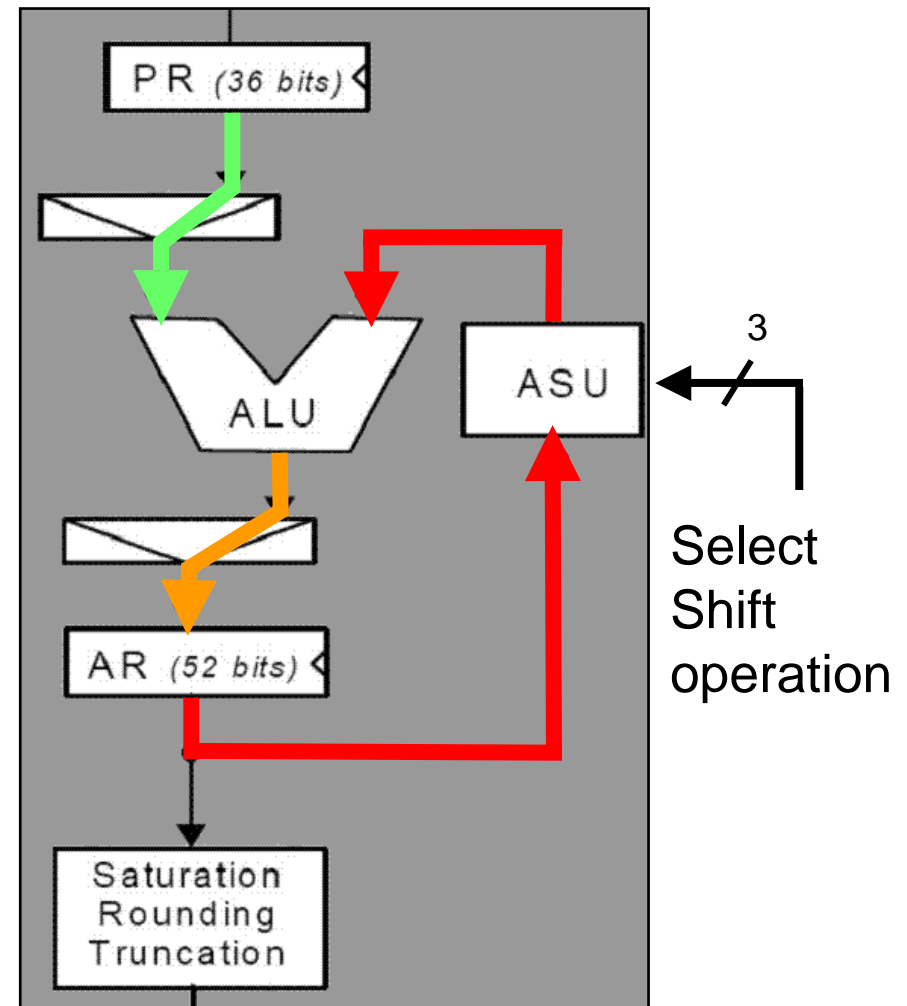 PR (36 bits)
3
ASU
ALU
Select
Shift
operation
AR (52 bits)
Saturation
Rounding
Truncation